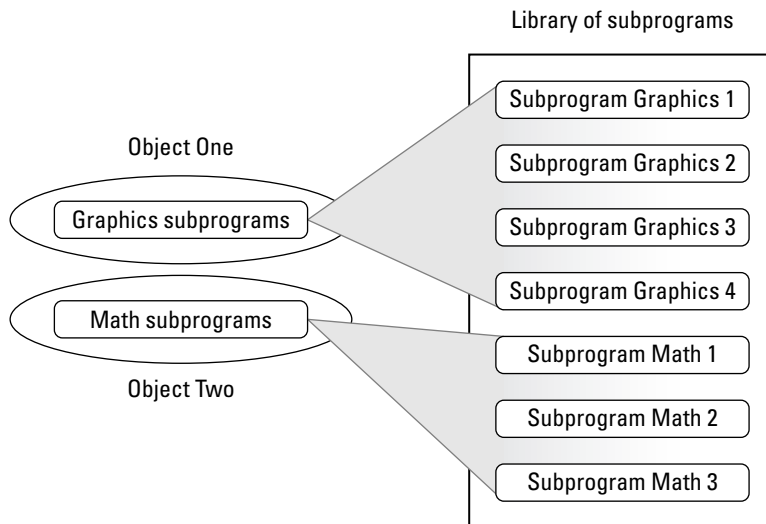 Library of subprograms
Subprogram Graphics 1
Object One
Subprogram Graphics 2
Graphics subprograms
Subprogram Graphics 3
Subprogram Graphics 4
Math subprograms
Subprogram Math 1
Object Two
Subprogram Math 2
Subprogram Math 3